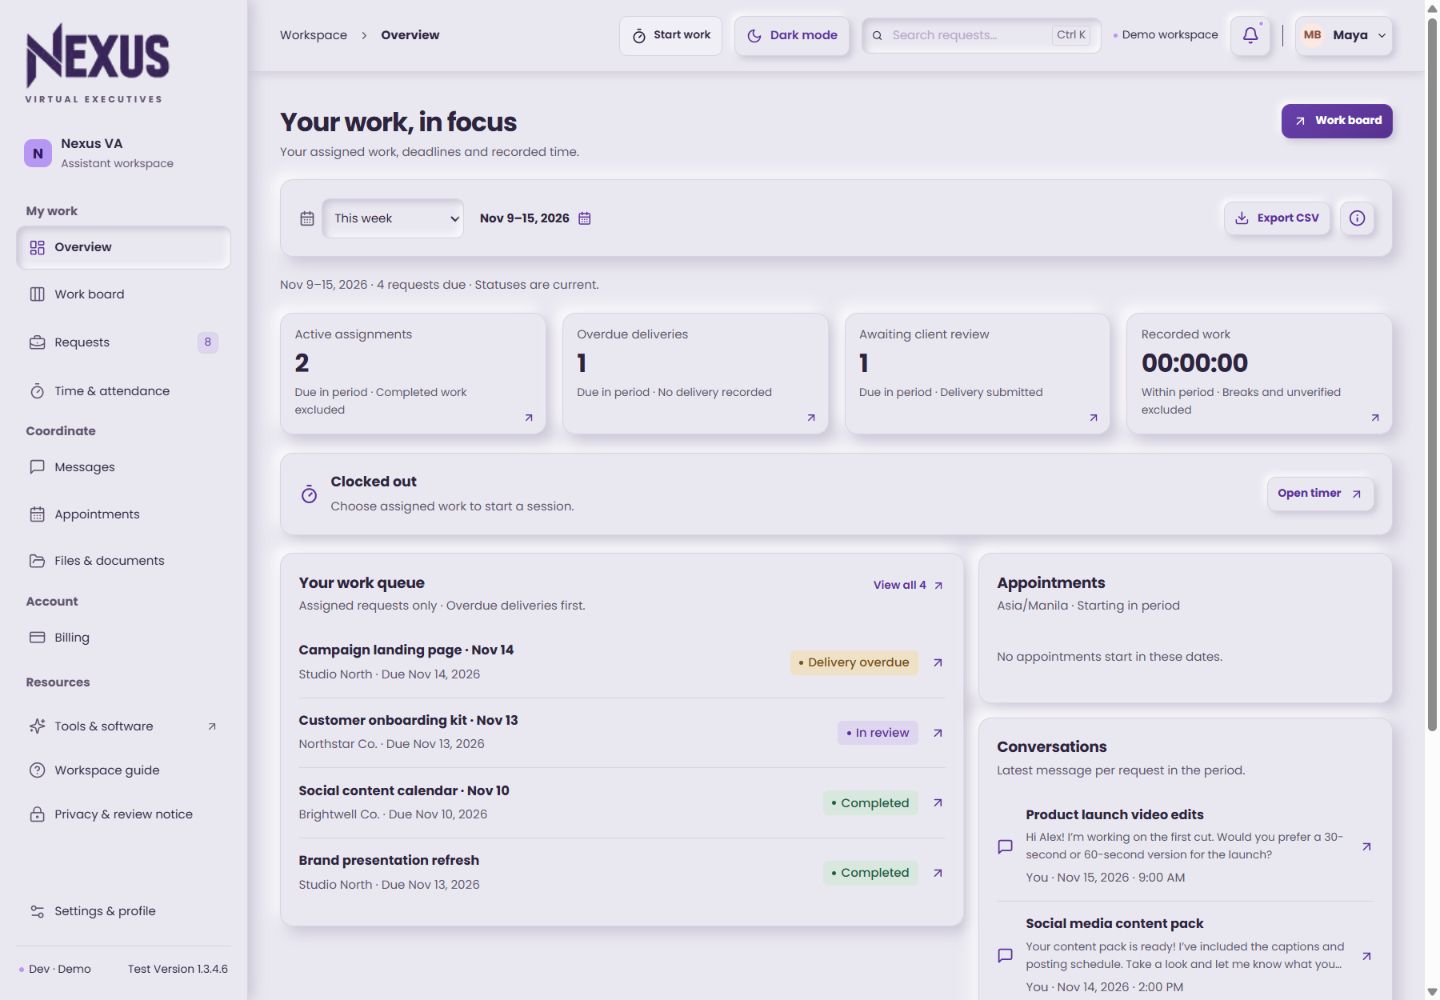 NEXUS
VIRTUAL EXECUTIVES
N
Nexus VA
Assistant workspace
My work
Overview
Work board
Requests
8
Time & attendance
Coordinate
Messages
Appointments
Files & documents
Account
Billing
Resources
Tools & software
Workspace guide
Privacy & review notice
Settings & profile
Dev · Demo
Test Version 1.3.4.6
Workspace
Overview
Start work
Dark mode
Search requests...
Ctrl K
Demo workspace
MB
Maya
Your work, in focus
Your assigned work, deadlines and recorded time.
Work board
This week
Nov 9–15, 2026
Export CSV
Nov 9–15, 2026 · 4 requests due · Statuses are current.
Active assignments
2
Due in period · Completed work
excluded
Overdue deliveries
1
Due in period · No delivery recorded
Awaiting client review
1
Due in period · Delivery submitted
Recorded work
00:00:00
Within period · Breaks and unverified
excluded
Clocked out
Choose assigned work to start a session.
Open timer
Your work queue
Assigned requests only · Overdue deliveries first.
View all 4
Campaign landing page · Nov 14
Studio North · Due Nov 14, 2026
Delivery overdue
Customer onboarding kit · Nov 13
Northstar Co. · Due Nov 13, 2026
In review
Social content calendar · Nov 10
Brightwell Co. · Due Nov 10, 2026
Completed
Brand presentation refresh
Studio North · Due Nov 13, 2026
Completed
Appointments
Asia/Manila · Starting in period
No appointments start in these dates.
Conversations
Latest message per request in the period.
Product launch video edits
Hi Alex! I'm working on the first cut. Would you prefer a 30-
second or 60-second version for the launch?
You · Nov 15, 2026 · 9:00 AM
Social media content pack
Your content pack is ready! I've included the captions and
posting schedule. Take a look and let me know what you...
You · Nov 14, 2026 · 2:00 PM